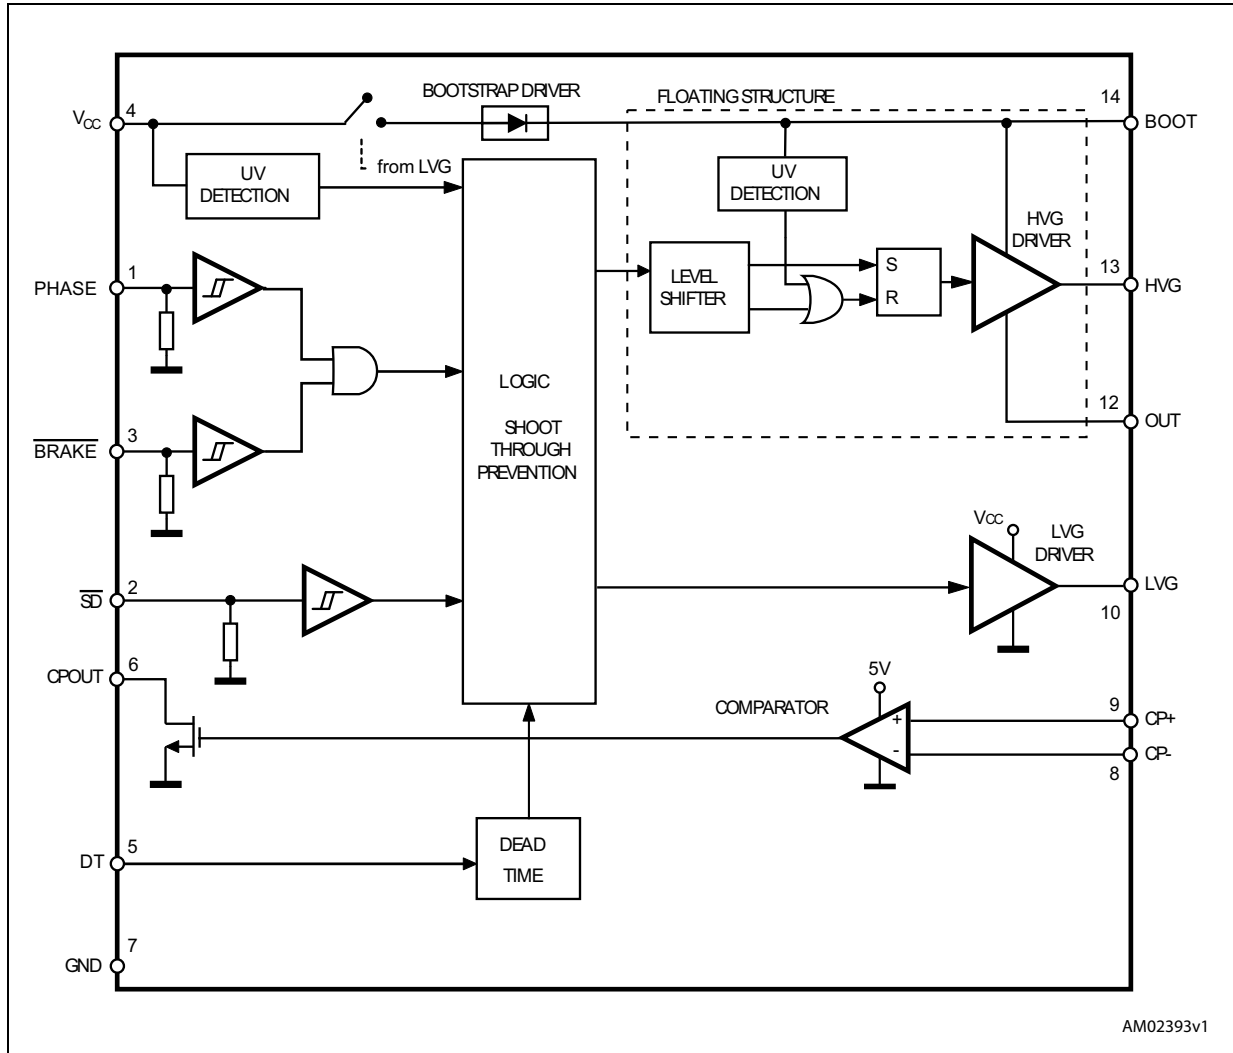 BOOTSTRAP DRIVER
FLOATING STRUCTURE
4
14
VCC
BOOT
from LVG
UV
DETECTION
UV
DETECTION
HVG
DRIVER
1
PHASE
LEVEL
SHIFTER
S
R
13
HVG
LOGIC
SHOOT
THROUGH
PREVENTION
12
OUT
3
BRAKE
VCC
LVG
DRIVER
2
SD
LVG
10
6
CPOUT
5V
COMPARATOR
+
-
9
CP+
CP-
8
5
DT
DEAD
TIME
7
GND
AM02393v1